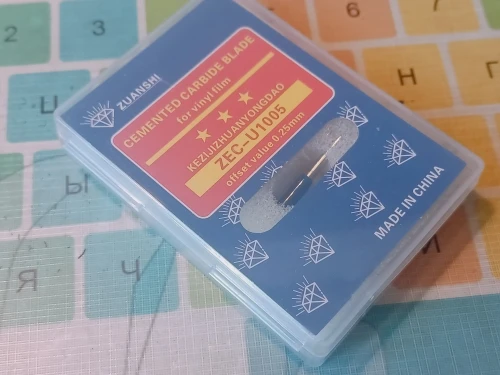 ZUANSHI
CEMENTED CARBIDE BLADE
for vinyl film
KEZIJIZHUANYONGDAO
ZEC-U1005
offset value 0.25mm
MADE IN CHINA
2
3
6
7
Ц
Н
Г
Ы
Я
Ч